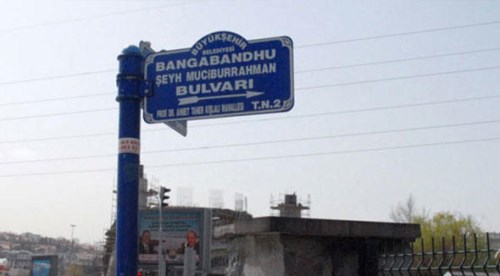 BÜYÜKŞEHİR
BELEDİYESİ
BANGABANDHU
ŞEYH MUCİBURRAHMAN
BULVARI
T.N.2
PROF. DR. AHMET TANER KIŞLALI MAHALLESİ